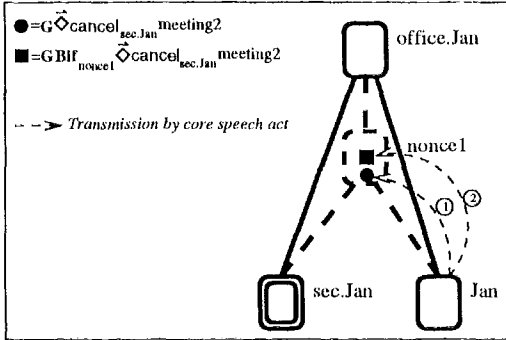 ●=G◇⃗cancel sec.Jan meeting2
■=GBif nonce1 ◇⃗cancel sec.Jan meeting2
Transmission by core speech act
office.Jan
nonce1
1
2
sec.Jan
Jan